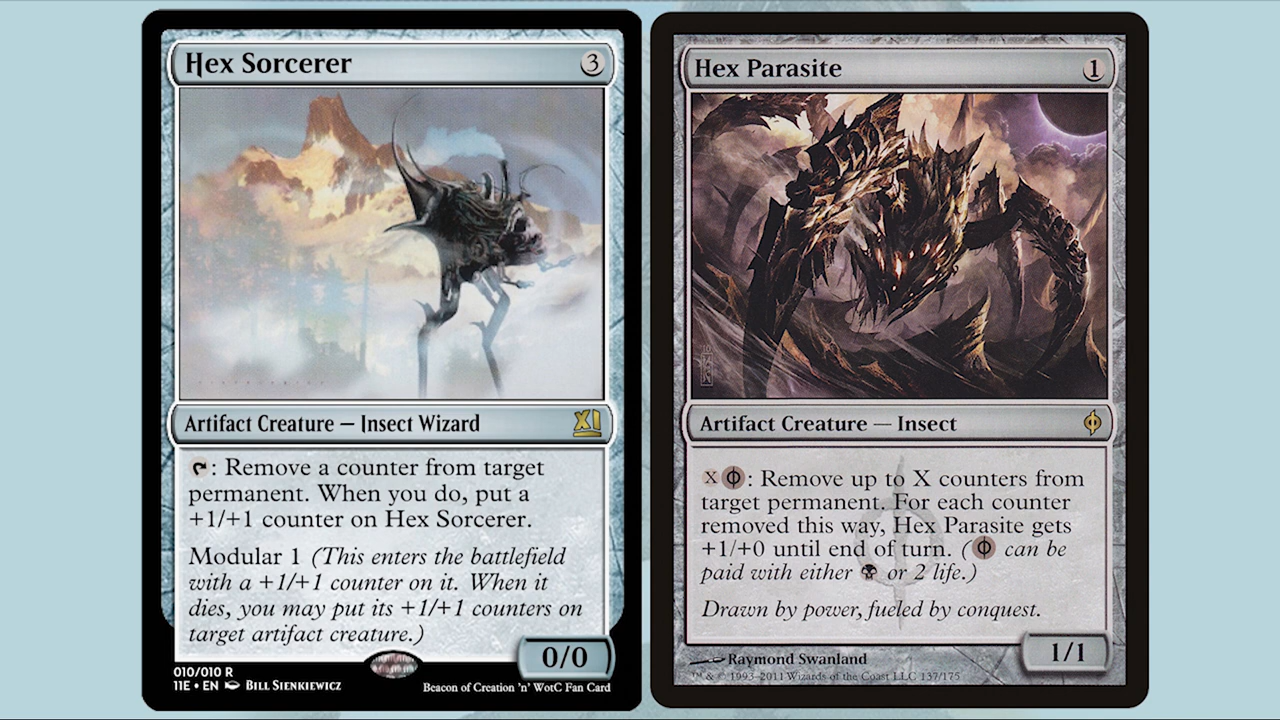 Hex Sorcerer 3
XI
Artifact Creature — Insect Wizard
: Remove a counter from target
permanent. When you do, put a
+1/+1 counter on Hex Sorcerer.
Modular 1 (This enters the battlefield
with a +1/+1 counter on it. When it
dies, you may put its +1/+1 counters on
target artifact creature.)
0/0
010/010 R
11E • EN Bill Sienkiewicz
Beacon of Creation 'n' WotC Fan Card
Hex Parasite 1
Artifact Creature — Insect
X : Remove up to X counters from
target permanent. For each counter
removed this way, Hex Parasite gets
+1/+0 until end of turn. ( can be
paid with either or 2 life.)
Drawn by power, fueled by conquest.
1/1
Raymond Swanland
™ & © 1993–2011 Wizards of the Coast LLC 137/175